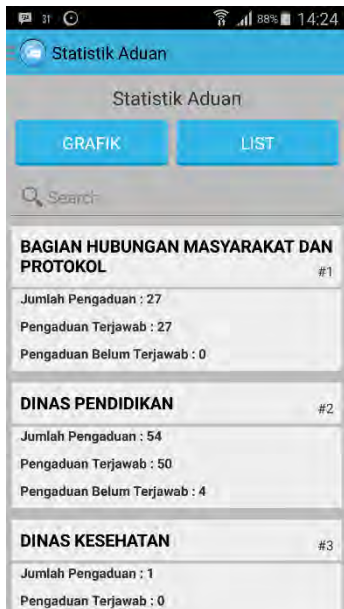 31 88% 14:24
Statistik Aduan
Statistik Aduan
GRAFIK LIST
Search
BAGIAN HUBUNGAN MASYARAKAT DAN
PROTOKOL #1
Jumlah Pengaduan : 27
Pengaduan Terjawab : 27
Pengaduan Belum Terjawab : 0
DINAS PENDIDIKAN #2
Jumlah Pengaduan : 54
Pengaduan Terjawab : 50
Pengaduan Belum Terjawab : 4
DINAS KESEHATAN #3
Jumlah Pengaduan : 1
Pengaduan Terjawab : 0